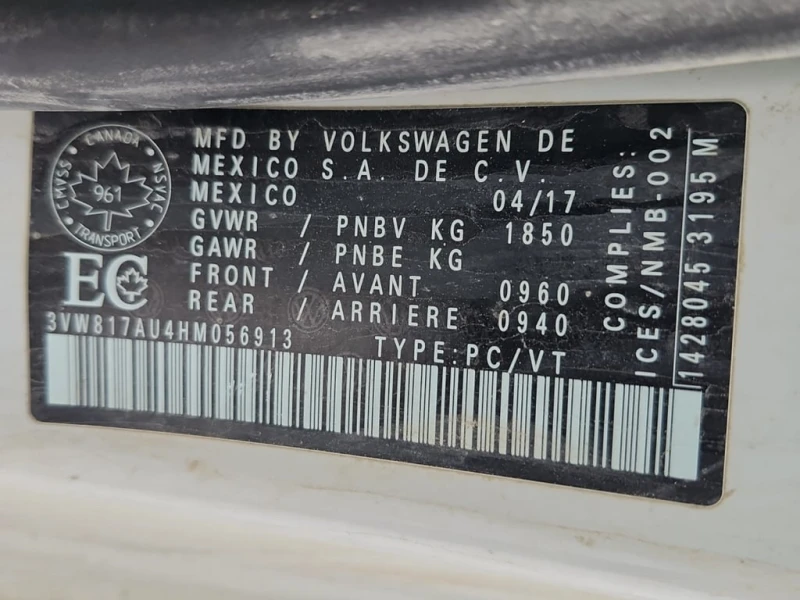 CANADA
CMVSS
NSVAC
961
TRANSPORT
EC
MFD BY VOLKSWAGEN DE
MEXICO S.A. DE C.V.
MEXICO 04/17
GVWR / PNBV KG 1850
GAWR / PNBE KG
FRONT / AVANT 0960
REAR / ARRIERE 0940
3VW817AU4HM056913 TYPE:PC/VT
COMPLIES:
ICES/NMB-002
1428045 3195 M